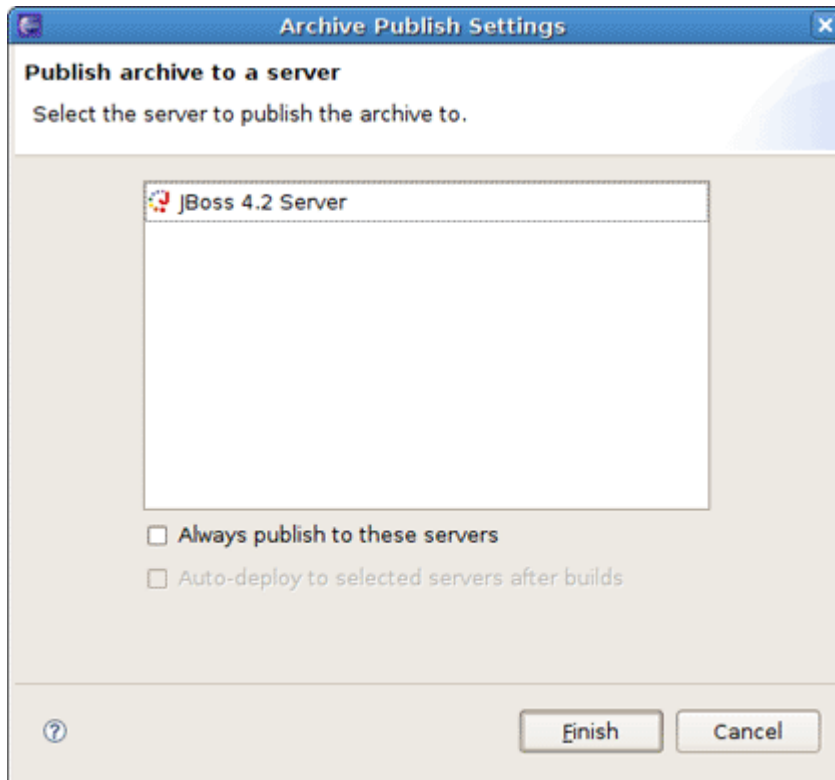 Archive Publish Settings
Publish archive to a server
Select the server to publish the archive to.
JBoss 4.2 Server
Always publish to these servers
Auto-deploy to selected servers after builds
?
Finish
Cancel